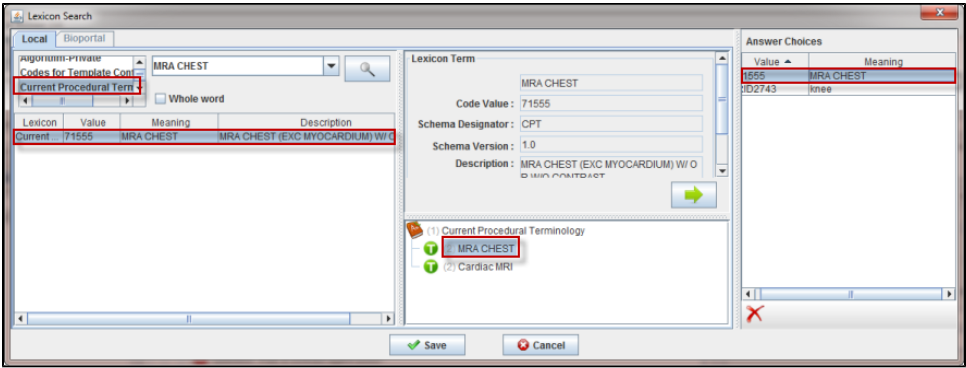 Lexicon Search
Local Bioportal
Algorithm-Private
Codes for Template Cont
Current Procedural Term
MRA CHEST
Whole word
Lexicon Value Meaning Description
Current ... 71555 MRA CHEST MRA CHEST (EXC MYOCARDIUM) W/ O
Lexicon Term
MRA CHEST
Code Value : 71555
Schema Designator : CPT
Schema Version : 1.0
Description : MRA CHEST (EXC MYOCARDIUM) W/ O
R W/O CONTRAST
(1) Current Procedural Terminology
MRA CHEST
(2) Cardiac MRI
Answer Choices
Value Meaning
1555 MRA CHEST
ID2743 knee
Save Cancel